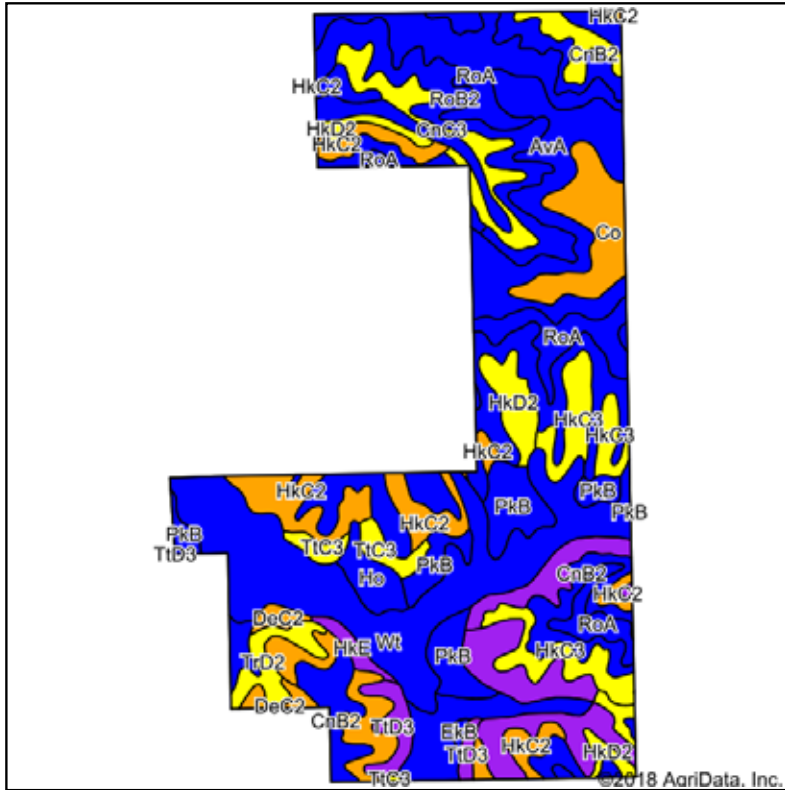 HkC2
CnB2
RoA
HkC2
RoB2
HkD2
CnC3
HkC2
AvA
RoA
Co
RoA
HkD2
HkC3
HkC3
HkC2
HkC2
PkB
PkB
HkC2
PkB
PkB
TtC3
TtC3
TtD3
PkB
Ho
CnB2
HkC2
DeC2
RoA
HkE
Wt
HkC3
PkB
TrD2
DeC2
CnB2
TtD3
EkB
HkC2
TtD3
HkD2
TtC3
©2018 AgriData, Inc.